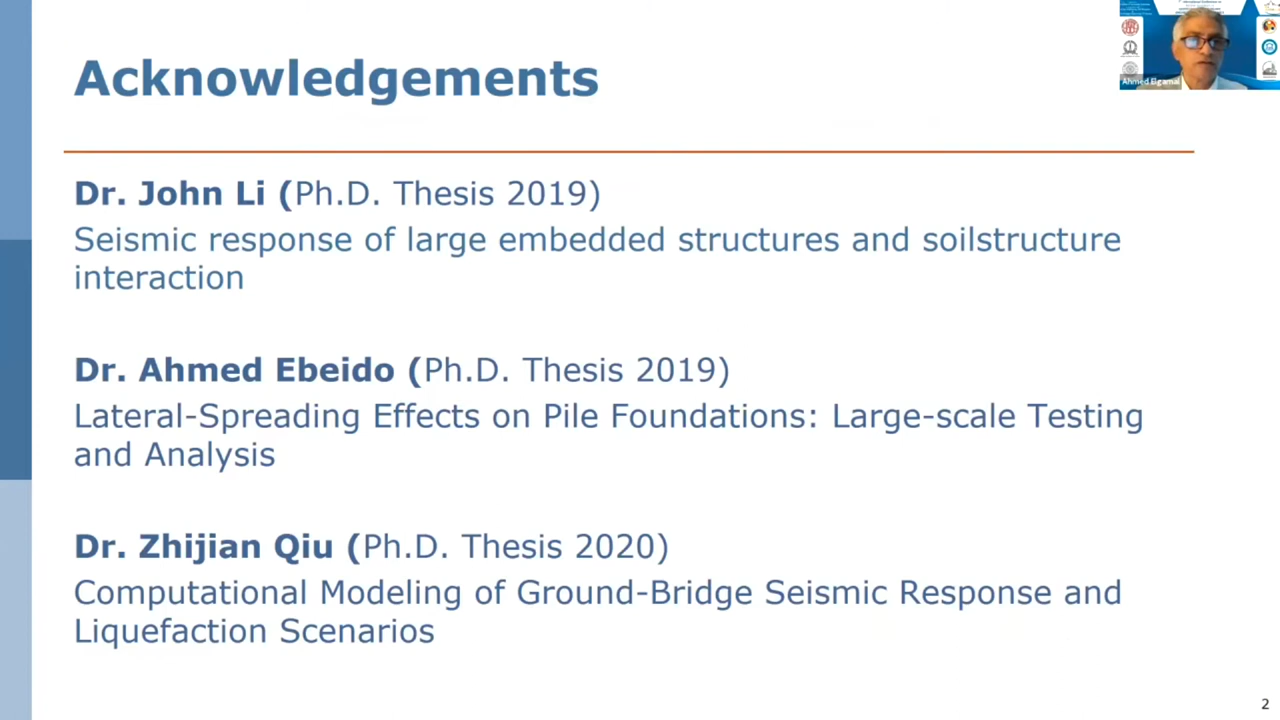 Acknowledgements
Ahmed Elgamal
Dr. John Li (Ph.D. Thesis 2019)
Seismic response of large embedded structures and soilstructure
interaction
Dr. Ahmed Ebeido (Ph.D. Thesis 2019)
Lateral-Spreading Effects on Pile Foundations: Large-scale Testing
and Analysis
Dr. Zhijian Qiu (Ph.D. Thesis 2020)
Computational Modeling of Ground-Bridge Seismic Response and
Liquefaction Scenarios
2